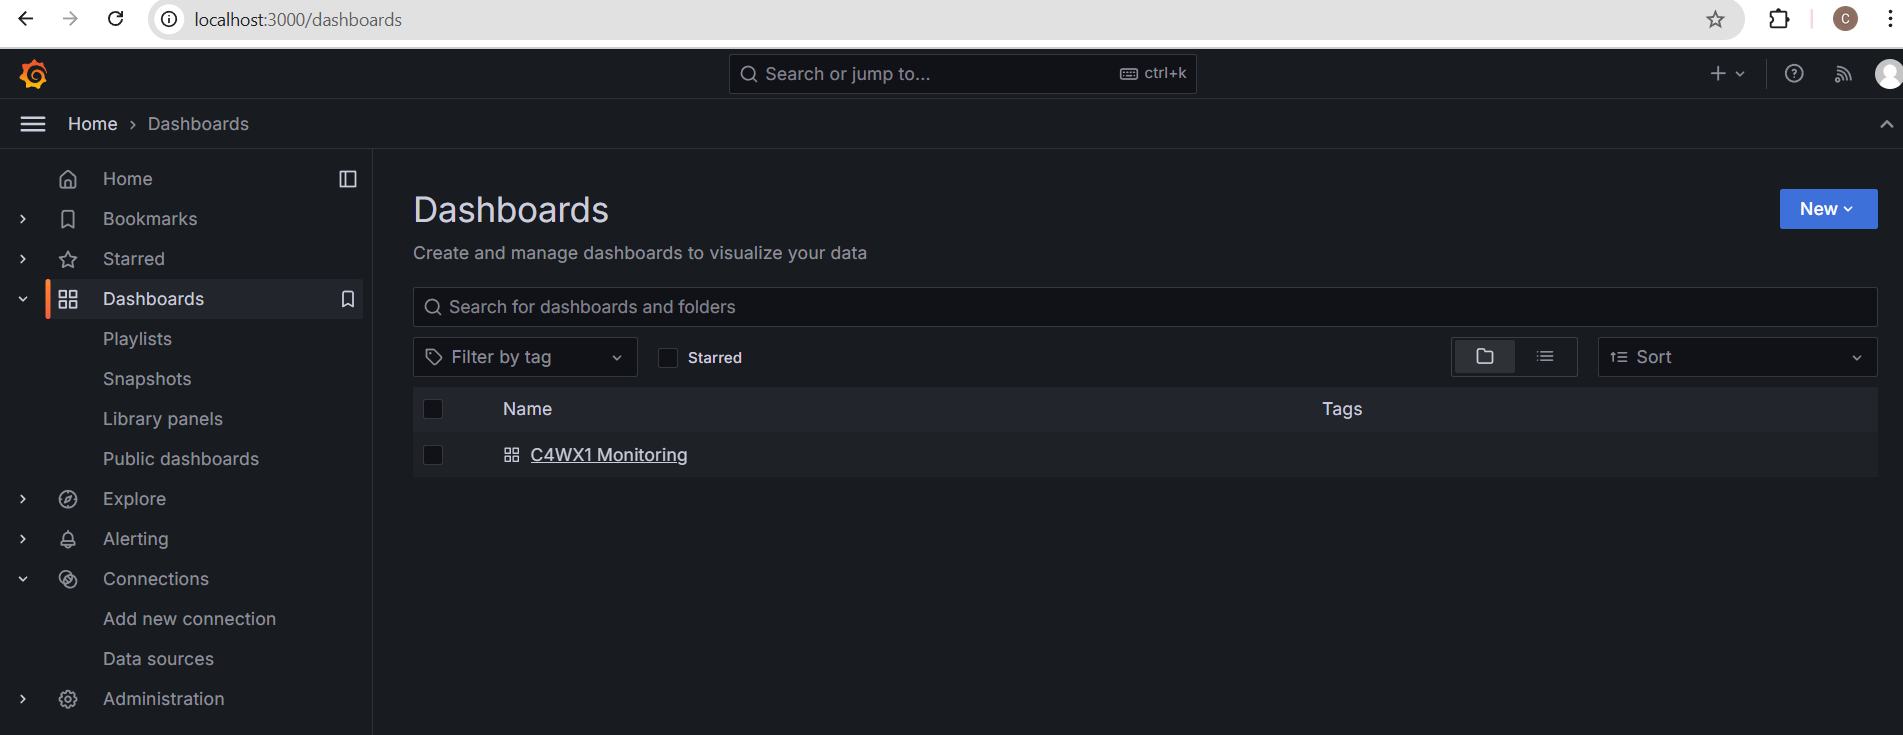 localhost:3000/dashboards
C
Search or jump to...
ctrl+k
Home
Dashboards
Home
Bookmarks
Starred
Dashboards
Playlists
Snapshots
Library panels
Public dashboards
Explore
Alerting
Connections
Add new connection
Data sources
Administration
Dashboards
New
Create and manage dashboards to visualize your data
Search for dashboards and folders
Filter by tag
Starred
Sort
Name
Tags
C4WX1 Monitoring